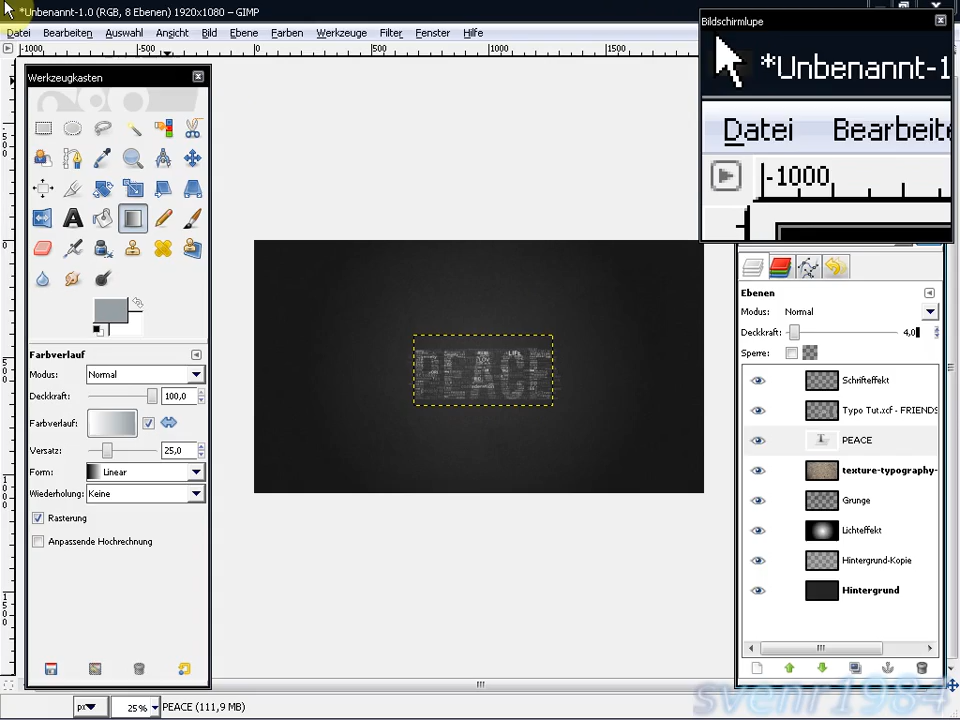 *Unbenannt-1.0 (RGB, 8 Ebenen) 1920x1080 – GIMP
Datei Bearbeiten Auswahl Ansicht Bild Ebene Farben Werkzeuge Filter Fenster Hilfe
-1000 -500 0 500 1000 1500
Bildschirmlupe
*Unbenannt-1
Datei Bearbeite
-1000
Werkzeugkasten
Farbverlauf
Modus: Normal
Deckkraft: 100,0
Farbverlauf:
Versatz: 25,0
Form: Linear
Wiederholung: Keine
Rasterung
Anpassende Hochrechnung
PEACE
Ebenen
Modus: Normal
Deckkraft: 4,0
Sperre:
Schrifteffekt
Typo Tut.xcf - FRIENDS
PEACE
texture-typography-
Grunge
Lichteffekt
Hintergrund-Kopie
Hintergrund
px 25% PEACE (111,9 MB)
svenr1984